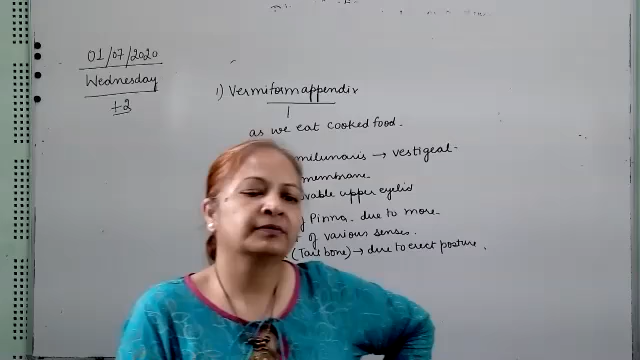 01/07/2020
Wednesday
+2
1) Vermiform appendix
as we eat cooked food.
milunaris → vestigeal-
membrane.
vable upper eyelid
Pinna. due to more
of various senses.
(Tail bone) → due to erect posture.